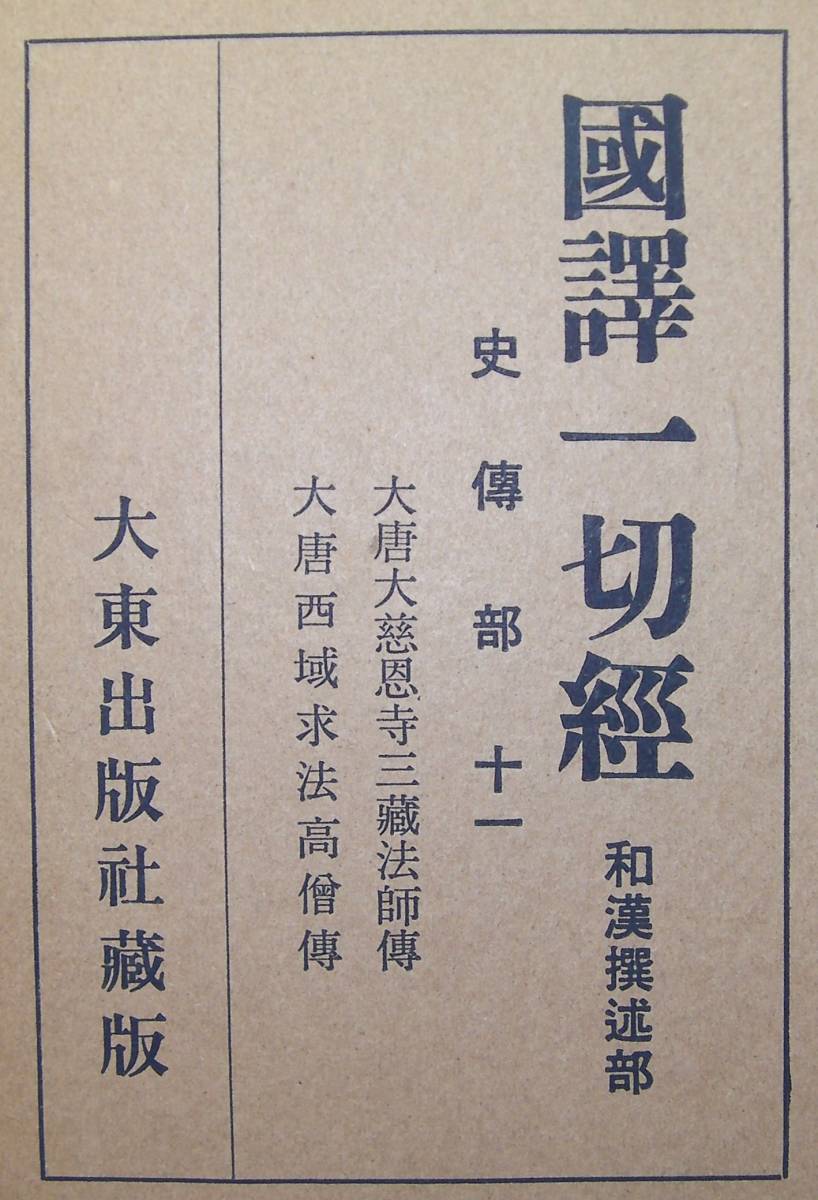 國譯一切經
和漢撰述部
史傳部十一
大唐大慈恩寺三藏法師傳
大唐西域求法高僧傳
大東出版社藏版